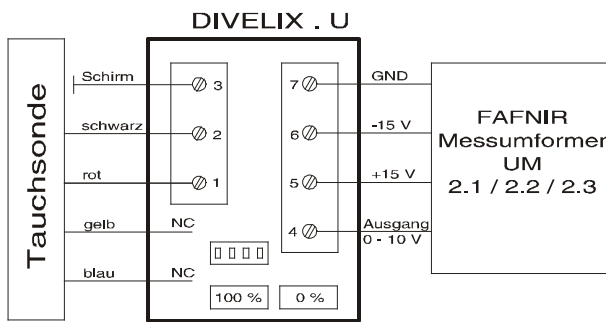 DIVELIX . U
Tauchsonde
Schirm
schwarz
rot
gelb
blau
3
2
1
NC
NC
7
6
5
4
100 %
0 %
GND
-15 V
+15 V
Ausgang
0 - 10 V
FAFNIR
Messumformer
UM
2.1 / 2.2 / 2.3